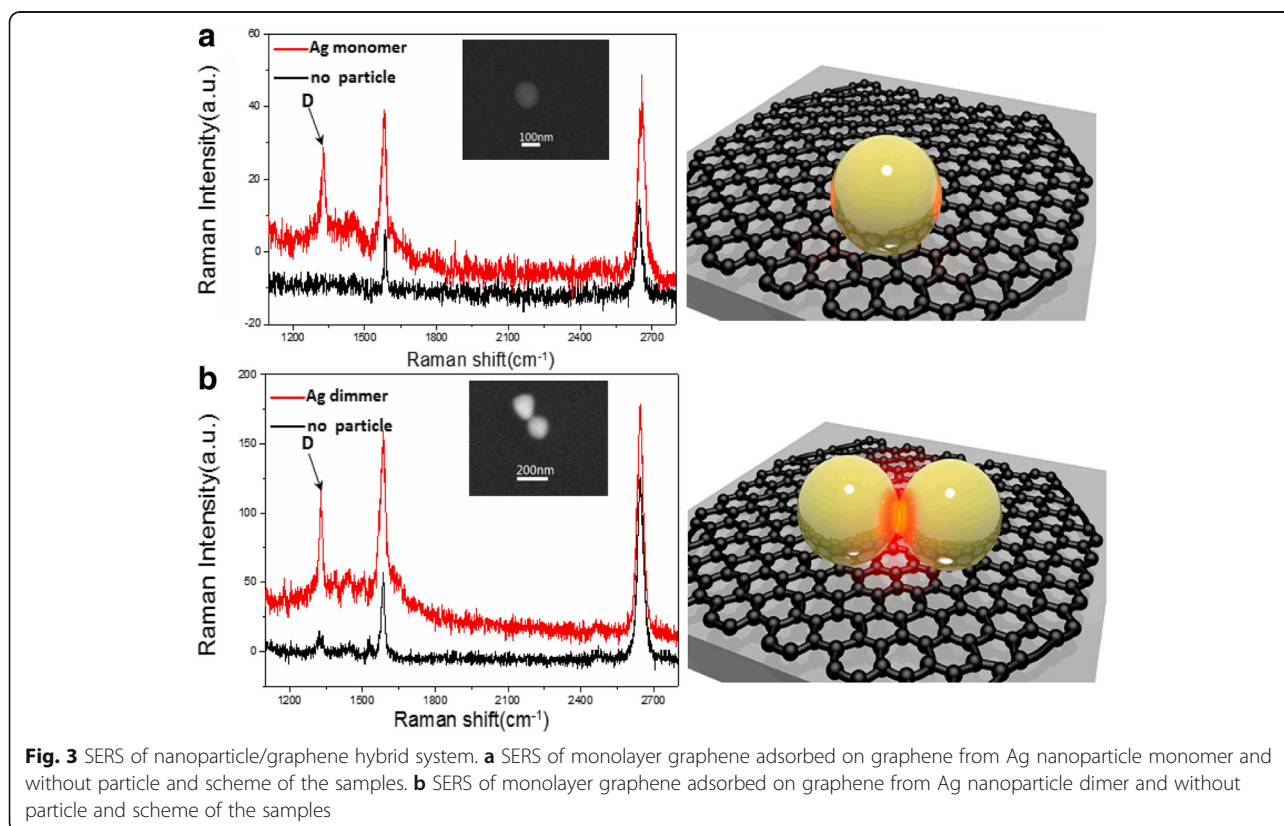 a
Ag monomer
no particle
D
100nm
Raman Intensity(a.u.)
60
40
20
0
-20
1200 1500 1800 2100 2400 2700
Raman shift(cm-1)
b
Ag dimmer
no particle
D
200nm
Raman Intensity(a.u.)
200
150
100
50
0
1200 1500 1800 2100 2400 2700
Raman shift(cm-1)
Fig. 3 SERS of nanoparticle/graphene hybrid system. a SERS of monolayer graphene adsorbed on graphene from Ag nanoparticle monomer and
without particle and scheme of the samples. b SERS of monolayer graphene adsorbed on graphene from Ag nanoparticle dimer and without
particle and scheme of the samples